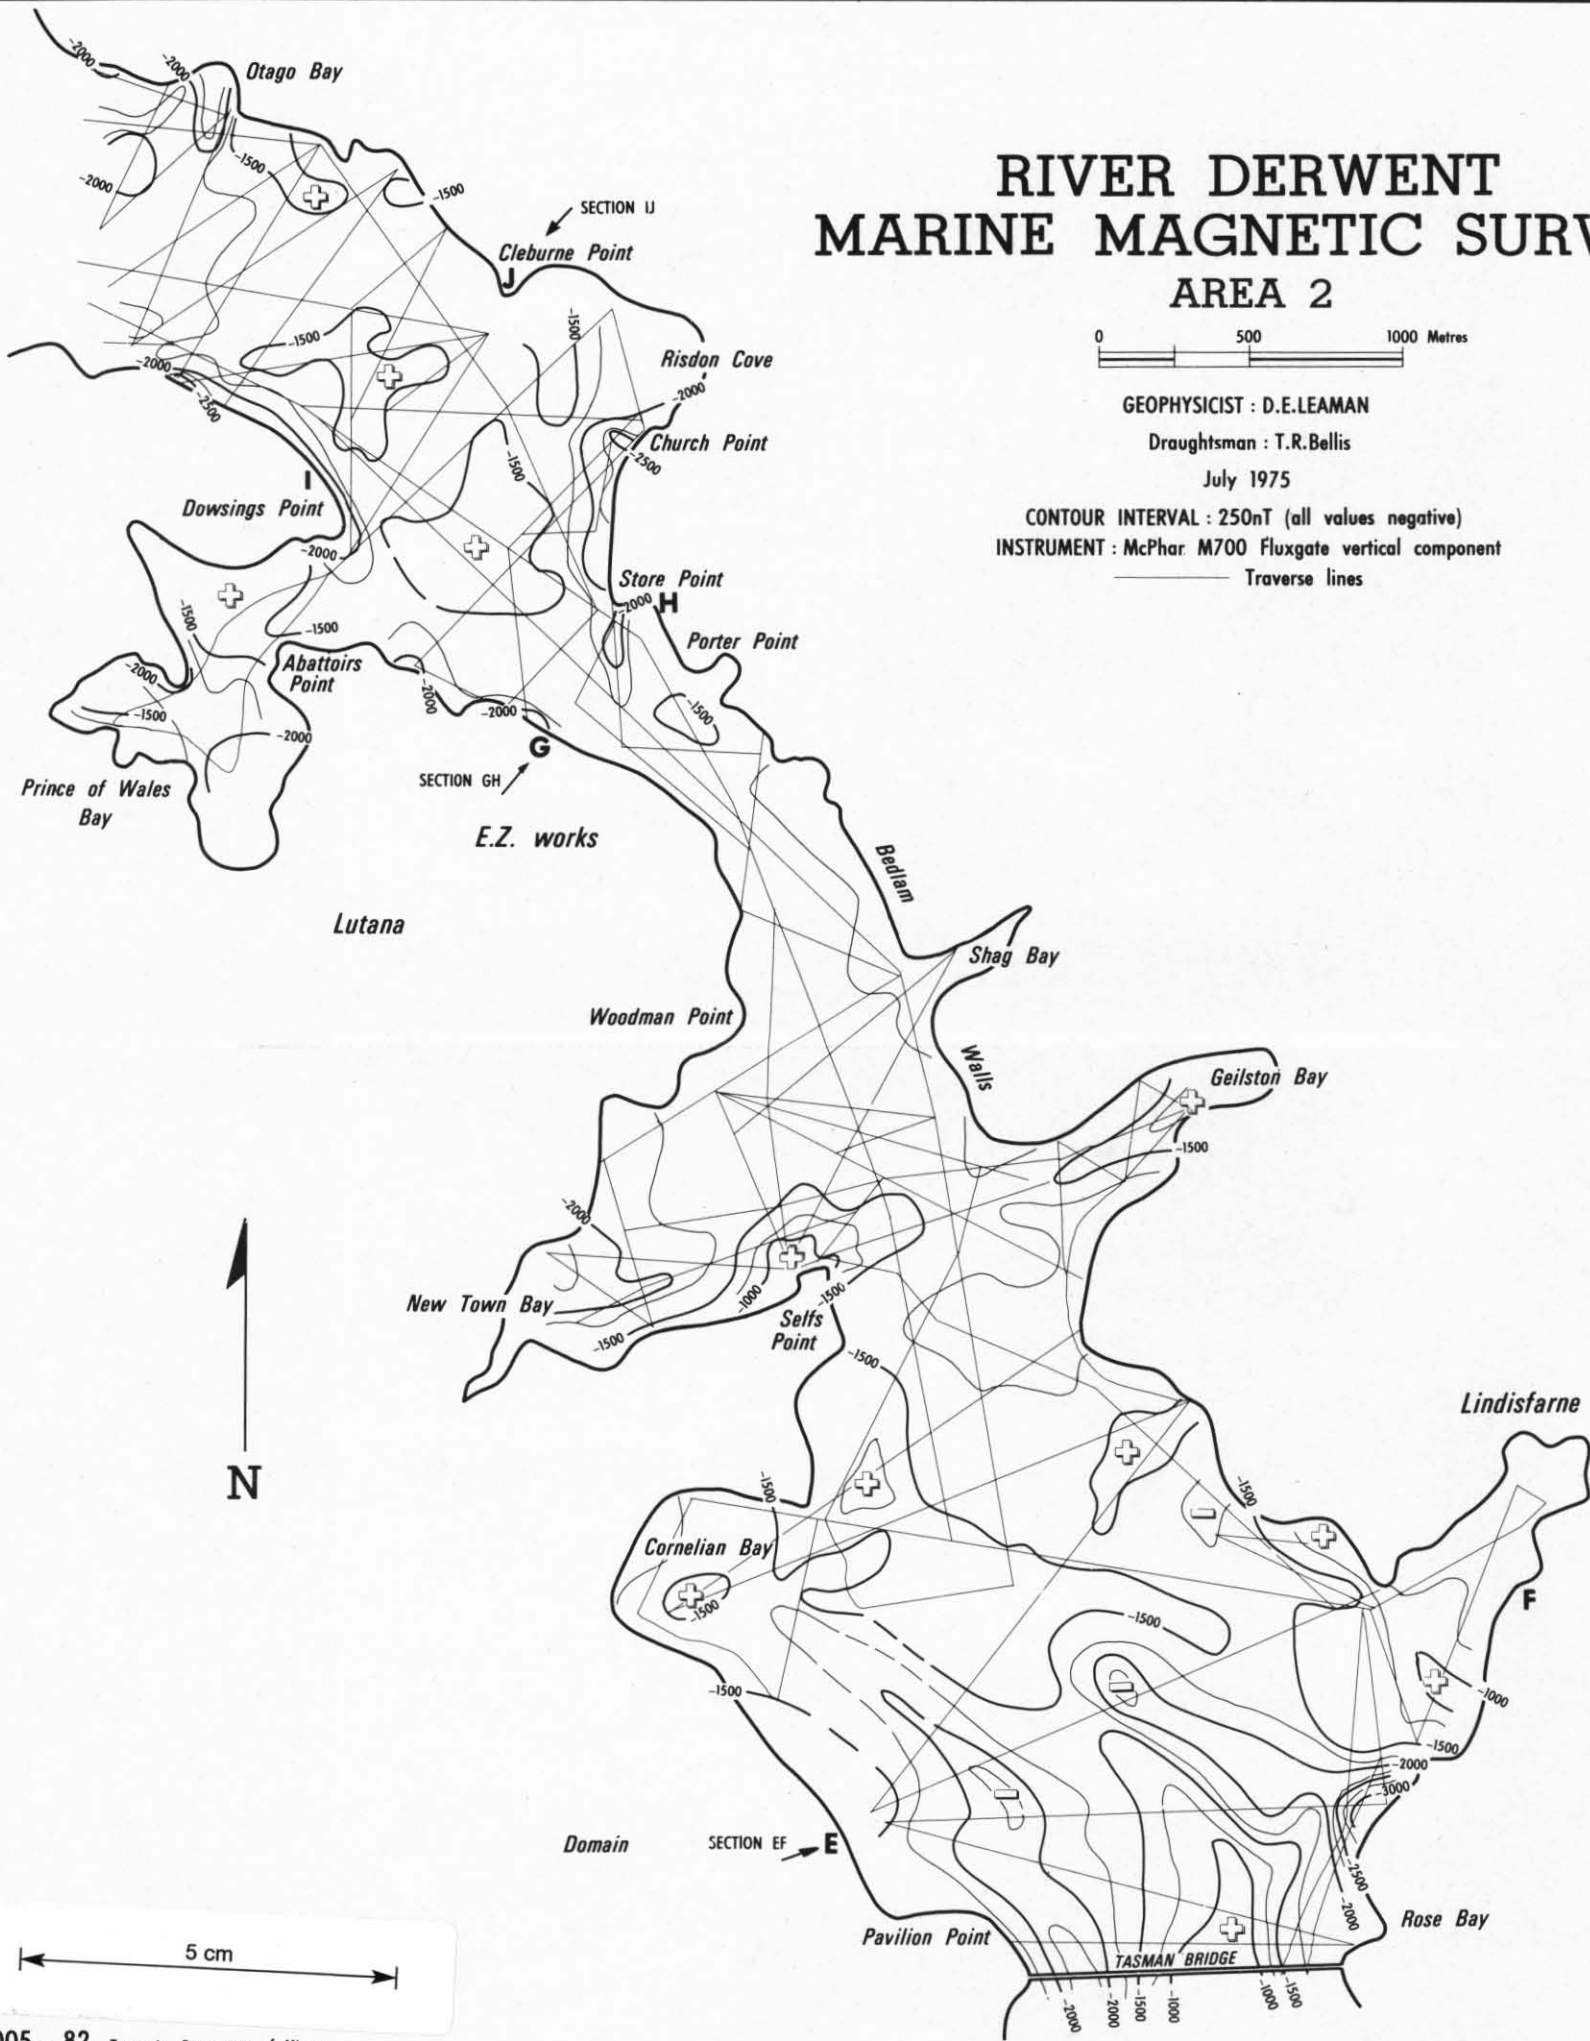 RIVER DERWENT
MARINE MAGNETIC SURV
AREA 2
0 500 1000 Metres
GEOPHYSICIST : D.E.LEAMAN
Draughtsman : T.R.Bellis
July 1975
CONTOUR INTERVAL : 250nT (all values negative)
INSTRUMENT : McPhar M700 Fluxgate vertical component
Traverse lines
-2000
-2000
Otago Bay
-1500
-2000
-1500
SECTION IJ
Cleburne Point
J
-1500
-1500
Risdon Cove
-2000
-2000
-2500
Church Point
-2500
-1500
I
Dowsings Point
-2000
Store Point
-2000
H
-1500
-1500
Porter Point
Abattoirs
Point
-2000
-1500
-2000
-2000
-1500
-2000
G
SECTION GH
Prince of Wales
Bay
E.Z. works
Bedlam
Lutana
Shag Bay
Woodman Point
Walls
Geilston Bay
-1500
-2000
New Town Bay
-1000
-1500
-1500
Selfs
Point
-1500
N
Lindisfarne
-1500
-1500
Cornelian Bay
-1500
F
-1500
-1500
-1000
-1500
-2000
-3000
Domain
SECTION EF
E
-2500
-2000
Rose Bay
Pavilion Point
TASMAN BRIDGE
-2000
-2000
-1500
-1000
-1000
-1500
5 cm